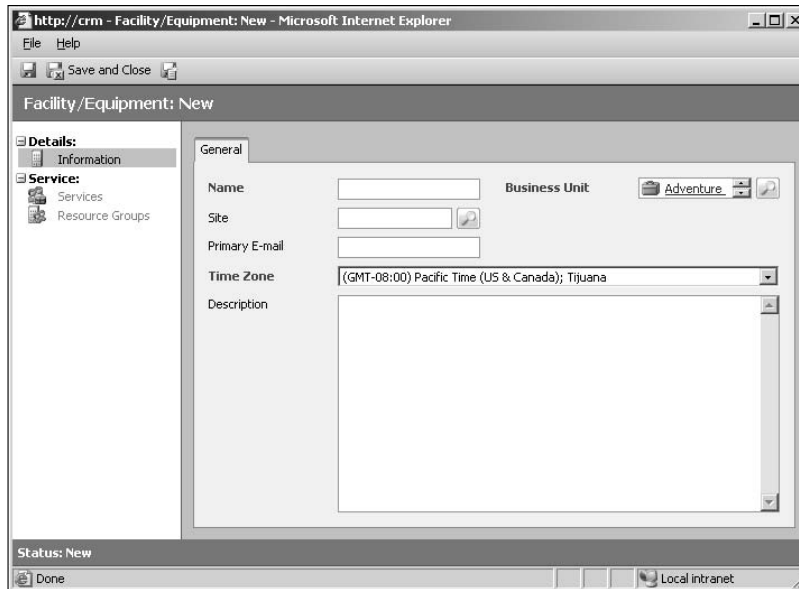 http://crm - Facility/Equipment: New - Microsoft Internet Explorer
File Help
Save and Close
Facility/Equipment: New
Details:
Information
Service:
Services
Resource Groups
General
Name
Business Unit
Adventure
Site
Primary E-mail
Time Zone
(GMT-08:00) Pacific Time (US & Canada); Tijuana
Description
Status: New
Done
Local intranet